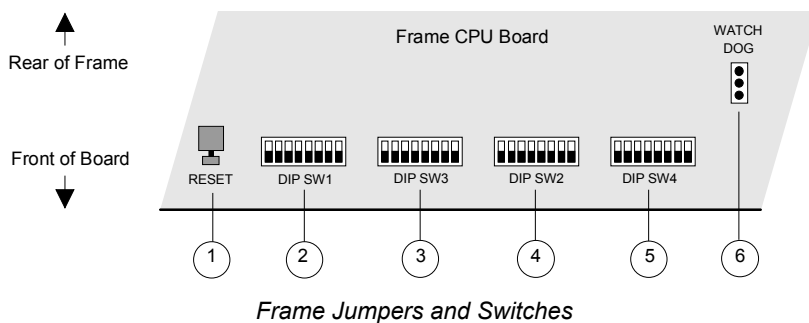 Frame CPU Board
WATCH
DOG
Rear of Frame
Front of Board
RESET
DIP SW1
DIP SW3
DIP SW2
DIP SW4
1
2
3
4
5
6
Frame Jumpers and Switches